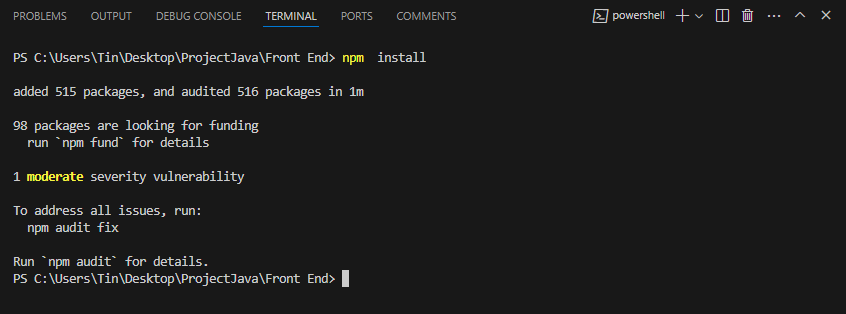 PROBLEMS OUTPUT DEBUG CONSOLE TERMINAL PORTS COMMENTS powershell
PS C:\Users\Tin\Desktop\ProjectJava\Front End> npm  install
added 515 packages, and audited 516 packages in 1m
98 packages are looking for funding
  run `npm fund` for details
1 moderate severity vulnerability
To address all issues, run:
  npm audit fix
Run `npm audit` for details.
PS C:\Users\Tin\Desktop\ProjectJava\Front End>